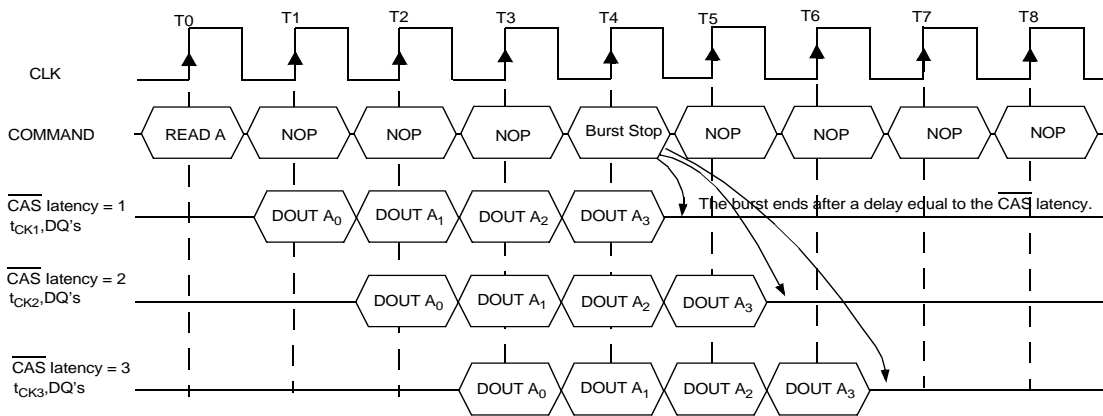 T0 T1 T2 T3 T4 T5 T6 T7 T8
CLK
COMMAND READ A NOP NOP NOP Burst Stop NOP NOP NOP NOP
CAS latency = 1
tCK1,DQ's
DOUT A0 DOUT A1 DOUT A2 DOUT A3
The burst ends after a delay equal to the CAS latency.
CAS latency = 2
tCK2,DQ's
DOUT A0 DOUT A1 DOUT A2 DOUT A3
CAS latency = 3
tCK3,DQ's
DOUT A0 DOUT A1 DOUT A2 DOUT A3